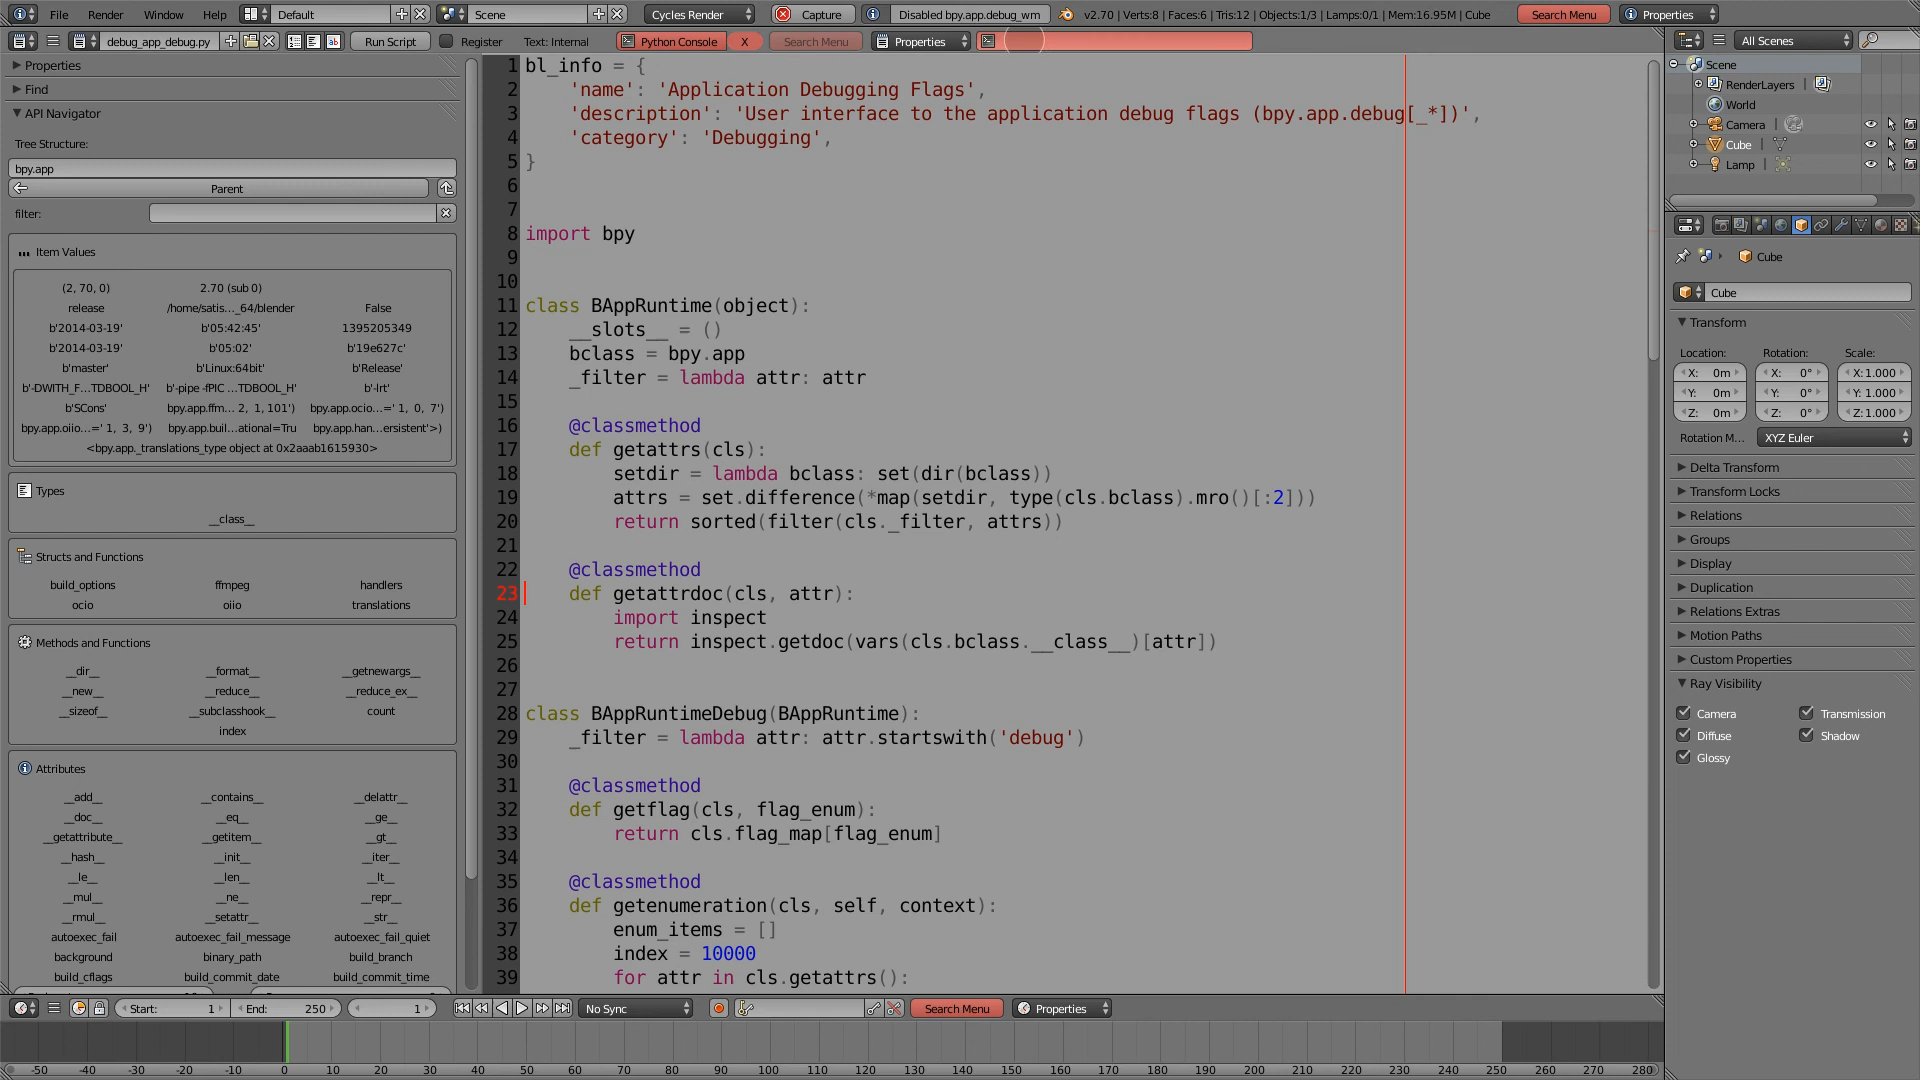 File Render Window Help Default Scene Cycles Render Capture Disabled bpy.app.debug_wm v2.70 | Verts:8 | Faces:6 | Tris:12 | Objects:1/3 | Lamps:0/1 | Mem:16.95M | Cube Search Menu Properties
debug_app_debug.py Run Script Register Text: Internal Python Console X Search Menu Properties All Scenes
Properties
Find
API Navigator
Tree Structure:
bpy.app
Parent
filter:
Item Values
(2, 70, 0) 2.70 (sub 0)
release /home/satis..._64/blender False
b'2014-03-19' b'05:42:45' 1395205349
b'2014-03-19' b'05:02' b'19e627c'
b'master' b'Linux:64bit' b'Release'
b'-DWITH_F...TDBOOL_H' b'-pipe -fPIC ...TDBOOL_H' b'-lrt'
b'SCons' bpy.app.ffm... 2, 1, 101') bpy.app.ocio...=' 1, 0, 7')
bpy.app.oiio...=' 1, 3, 9') bpy.app.buil...ational=Tru bpy.app.han...ersistent'>)
<bpy.app._translations_type object at 0x2aaab1615930>
Types
__class__
Structs and Functions
build_options ffmpeg handlers
ocio oiio translations
Methods and Functions
__dir__ __format__ __getnewargs__
__new__ __reduce__ __reduce_ex__
__sizeof__ __subclasshook__ count
index
Attributes
__add__ __contains__ __delattr__
__doc__ __eq__ __ge__
__getattribute__ __getitem__ __gt__
__hash__ __init__ __iter__
__le__ __len__ __lt__
__mul__ __ne__ __repr__
__rmul__ __setattr__ __str__
autoexec_fail autoexec_fail_message autoexec_fail_quiet
background binary_path build_branch
build_cflags build_commit_date build_commit_time
1 bl_info = {
2 'name': 'Application Debugging Flags',
3 'description': 'User interface to the application debug flags (bpy.app.debug[_*])',
4 'category': 'Debugging',
5 }
6
7
8 import bpy
9
10
11 class BAppRuntime(object):
12 __slots__ = ()
13 bclass = bpy.app
14 _filter = lambda attr: attr
15
16 @classmethod
17 def getattrs(cls):
18 setdir = lambda bclass: set(dir(bclass))
19 attrs = set.difference(*map(setdir, type(cls.bclass).mro()[:2]))
20 return sorted(filter(cls._filter, attrs))
21
22 @classmethod
23 def getattrdoc(cls, attr):
24 import inspect
25 return inspect.getdoc(vars(cls.bclass.__class__)[attr])
26
27
28 class BAppRuntimeDebug(BAppRuntime):
29 _filter = lambda attr: attr.startswith('debug')
30
31 @classmethod
32 def getflag(cls, flag_enum):
33 return cls.flag_map[flag_enum]
34
35 @classmethod
36 def getenumeration(cls, self, context):
37 enum_items = []
38 index = 10000
39 for attr in cls.getattrs():
Scene
RenderLayers |
World
Camera |
Cube |
Lamp |
Cube
Cube
Transform
Location: Rotation: Scale:
X: 0m X: 0° X: 1.000
Y: 0m Y: 0° Y: 1.000
Z: 0m Z: 0° Z: 1.000
Rotation M... XYZ Euler
Delta Transform
Transform Locks
Relations
Groups
Display
Duplication
Relations Extras
Motion Paths
Custom Properties
Ray Visibility
Camera Transmission
Diffuse Shadow
Glossy
Start: 1 End: 250 1 No Sync Search Menu Properties
-50 -40 -30 -20 -10 0 10 20 30 40 50 60 70 80 90 100 110 120 130 140 150 160 170 180 190 200 210 220 230 240 250 260 270 280